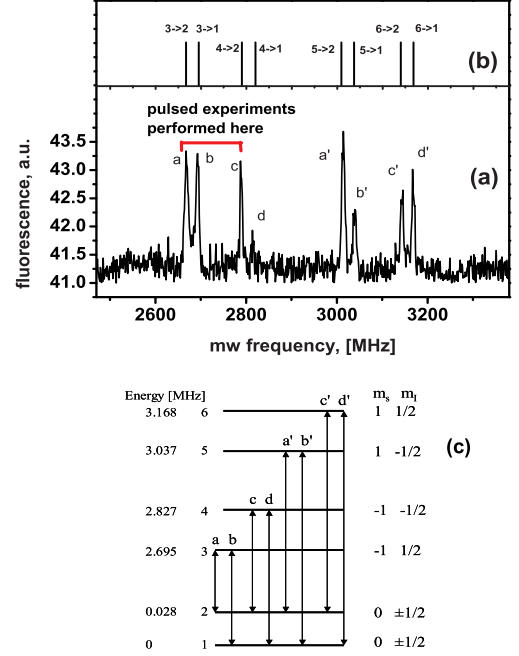 3->2 3->1
4->2 4->1
5->2 5->1
6->2 6->1
(b)
pulsed experiments
performed here
a b c d a' b' c' d'
(a)
43.5
43.0
42.5
42.0
41.5
41.0
fluorescence, a.u.
2600 2800 3000 3200
mw frequency, [MHz]
Energy [MHz] c' d' ms mI
3.168 6 1 1/2
a' b' (c)
3.037 5 1 -1/2
c d
2.827 4 -1 -1/2
a b
2.695 3 -1 1/2
0.028 2 0 ±1/2
0 1 0 ±1/2